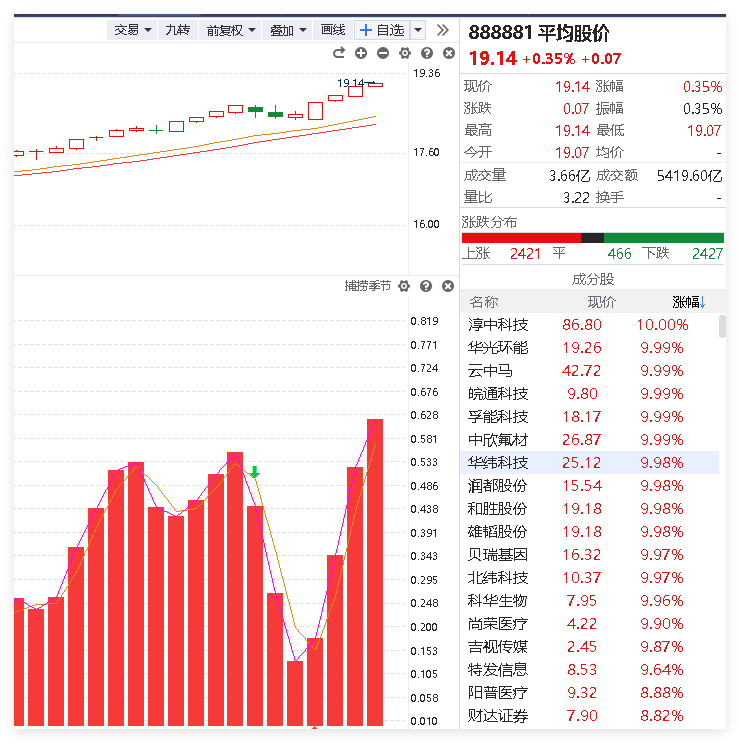 交易 九转 前复权 叠加 画线 + 自选
19.36
19.14
17.60
16.00
捕捞季节
0.819
0.771
0.724
0.676
0.628
0.581
0.533
0.486
0.438
0.391
0.343
0.295
0.248
0.200
0.153
0.105
0.058
0.010
888881 平均股价
19.14 +0.35% +0.07
现价 19.14 涨幅 0.35%
涨跌 0.07 振幅 0.35%
最高 19.14 最低 19.07
今开 19.07 均价 -
成交量 3.66亿 成交额 5419.60亿
量比 3.22 换手 -
涨跌分布
上涨 2421 平 466 下跌 2427
成分股
名称 现价 涨幅↓
淳中科技 86.80 10.00%
华光环能 19.26 9.99%
云中马 42.72 9.99%
皖通科技 9.80 9.99%
孚能科技 18.17 9.99%
中欣氟材 26.87 9.99%
华纬科技 25.12 9.98%
润都股份 15.54 9.98%
和胜股份 19.18 9.98%
雄韬股份 19.18 9.98%
贝瑞基因 16.32 9.97%
北纬科技 10.37 9.97%
科华生物 7.95 9.96%
尚荣医疗 4.22 9.90%
吉视传媒 2.45 9.87%
特发信息 8.53 9.64%
阳普医疗 9.32 8.88%
财达证券 7.90 8.82%